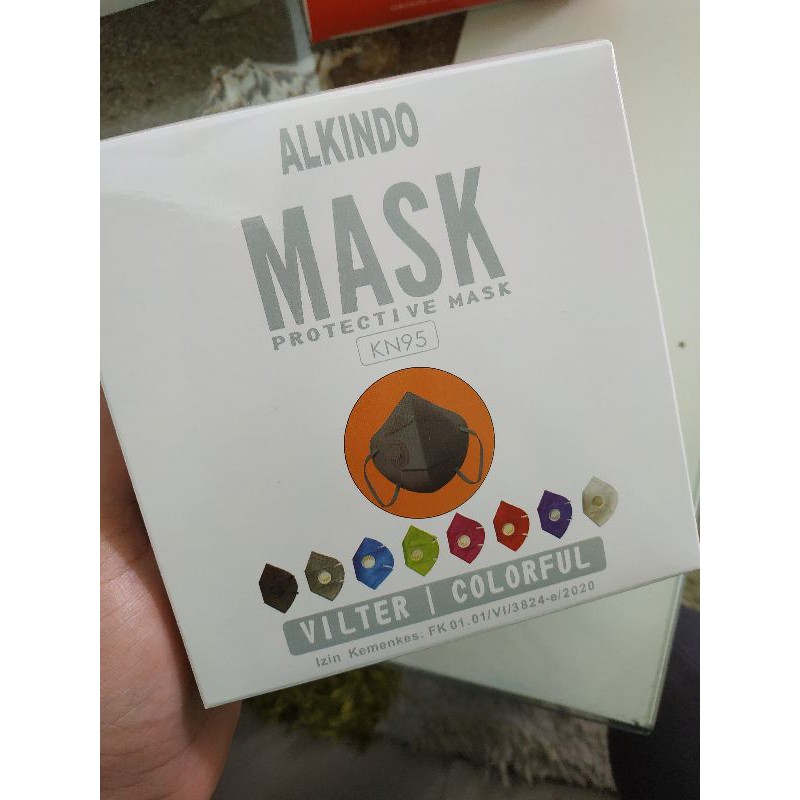 ALKINDO
MASK
PROTECTIVE MASK
KN95
VILTER | COLORFUL
Izin Kemenkes: FK 01.01/VI/3824-e/2020